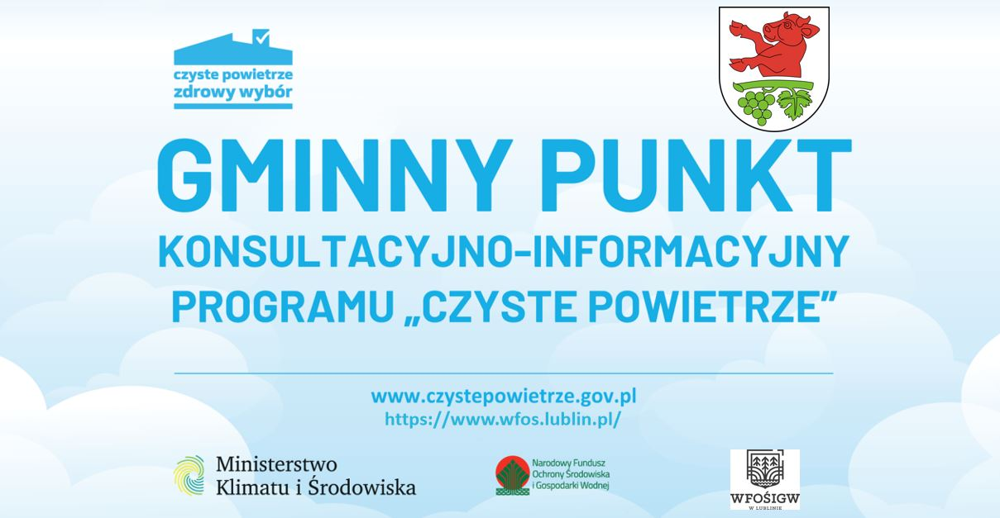 czyste powietrze
zdrowy wybór
GMINNY PUNKT
KONSULTACYJNO-INFORMACYJNY
PROGRAMU „CZYSTE POWIETRZE”
www.czystepowietrze.gov.pl
https://www.wfos.lublin.pl/
Ministerstwo
Klimatu i Środowiska
Narodowy Fundusz
Ochrony Środowiska
i Gospodarki Wodnej
WFOŚIGW
W LUBLINIE